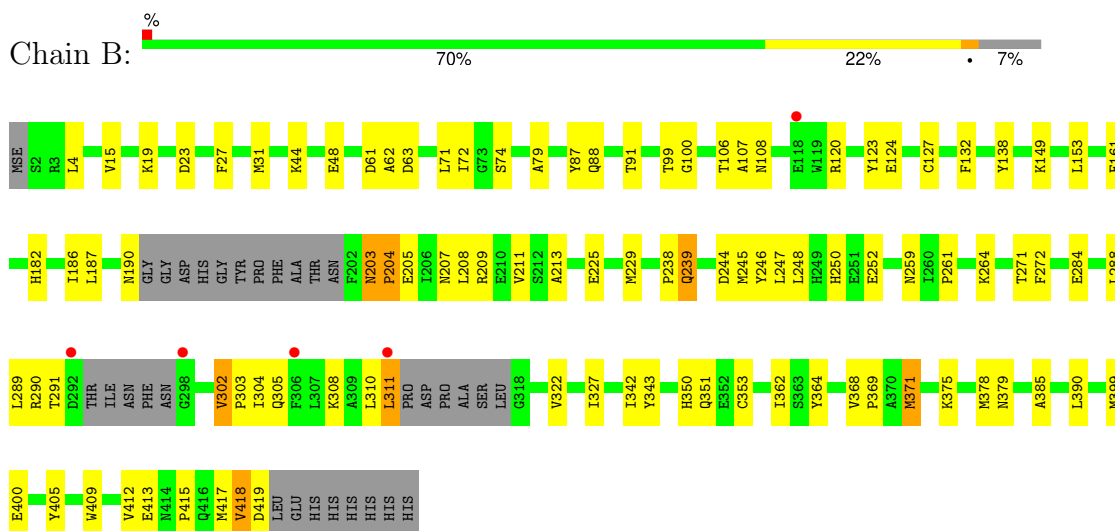 %
Chain B:
70% 22% • 7%
MSE S2 R3 L4 V15 K19 D23 F27 M31 K44 E48 D61 A62 D63 L71 I72 G73 S74 A79 Y87 Q88 T91 T99 G100 T106 A107 N108 E118 W119 R120 Y123 E124 C127 F132 Y138 K149 L153
H182 I186 L187 N190 GLY GLY ASP HIS GLY TYR PRO PHE ALA THR ASN F202 N203 P204 E205 I206 N207 L208 R209 E210 V211 S212 A213 E225 M229 P238 Q239 D244 M245 Y246 L247 L248 H249 H250 E251 E252 N259 I260 P261 K264 T271 F272 E284
L289 R290 T291 D292 THR ILE ASN PHE ASN G298 V302 P303 I304 Q305 F306 L307 K308 A309 L310 L311 PRO ASP PRO ALA SER LEU G318 V322 I327 I342 Y343 H350 Q351 E352 C353 I362 S363 Y364 V368 P369 A370 M371 K375 M378 N379 A385 L390
E400 Y405 W409 V412 E413 N414 P415 Q416 M417 V418 D419 LEU GLU HIS HIS HIS HIS HIS HIS